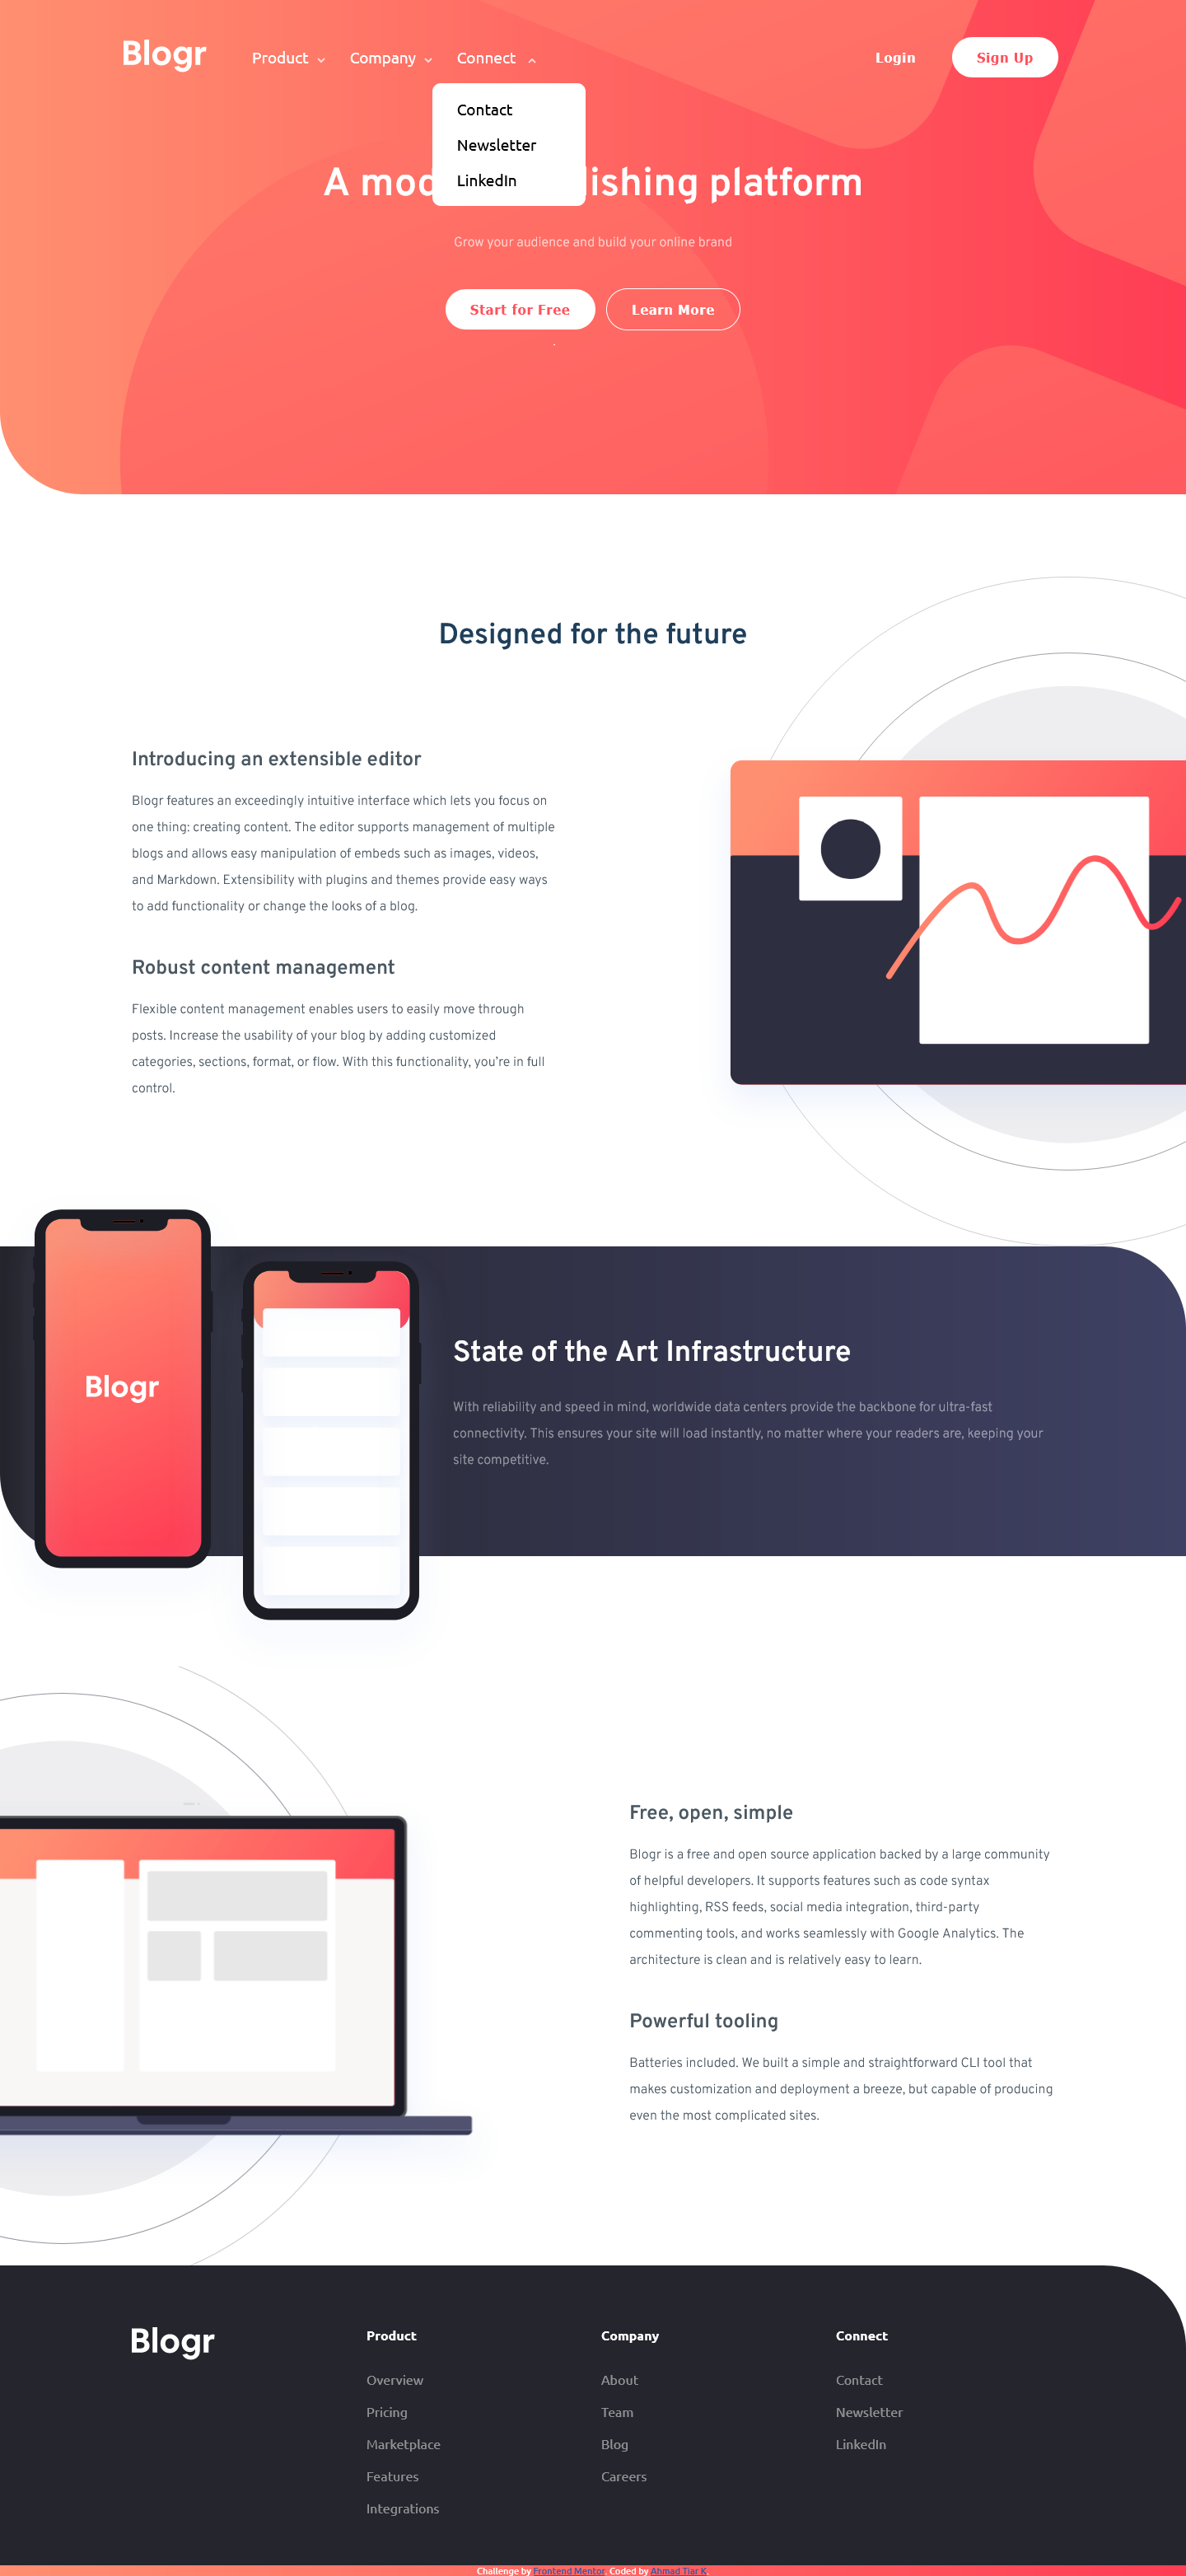 Blogr Product Company Connect Login Sign Up
Contact
Newsletter
LinkedIn
A mod lishing platform
Grow your audience and build your online brand
Start for Free Learn More
Designed for the future
Introducing an extensible editor
Blogr features an exceedingly intuitive interface which lets you focus on
one thing: creating content. The editor supports management of multiple
blogs and allows easy manipulation of embeds such as images, videos,
and Markdown. Extensibility with plugins and themes provide easy ways
to add functionality or change the looks of a blog.
Robust content management
Flexible content management enables users to easily move through
posts. Increase the usability of your blog by adding customized
categories, sections, format, or flow. With this functionality, you're in full
control.
Blogr
State of the Art Infrastructure
With reliability and speed in mind, worldwide data centers provide the backbone for ultra-fast
connectivity. This ensures your site will load instantly, no matter where your readers are, keeping your
site competitive.
Free, open, simple
Blogr is a free and open source application backed by a large community
of helpful developers. It supports features such as code syntax
highlighting, RSS feeds, social media integration, third-party
commenting tools, and works seamlessly with Google Analytics. The
architecture is clean and is relatively easy to learn.
Powerful tooling
Batteries included. We built a simple and straightforward CLI tool that
makes customization and deployment a breeze, but capable of producing
even the most complicated sites.
Blogr
Product
Overview
Pricing
Marketplace
Features
Integrations
Company
About
Team
Blog
Careers
Connect
Contact
Newsletter
LinkedIn
Challenge by Frontend Mentor. Coded by Ahmad Tiar K.